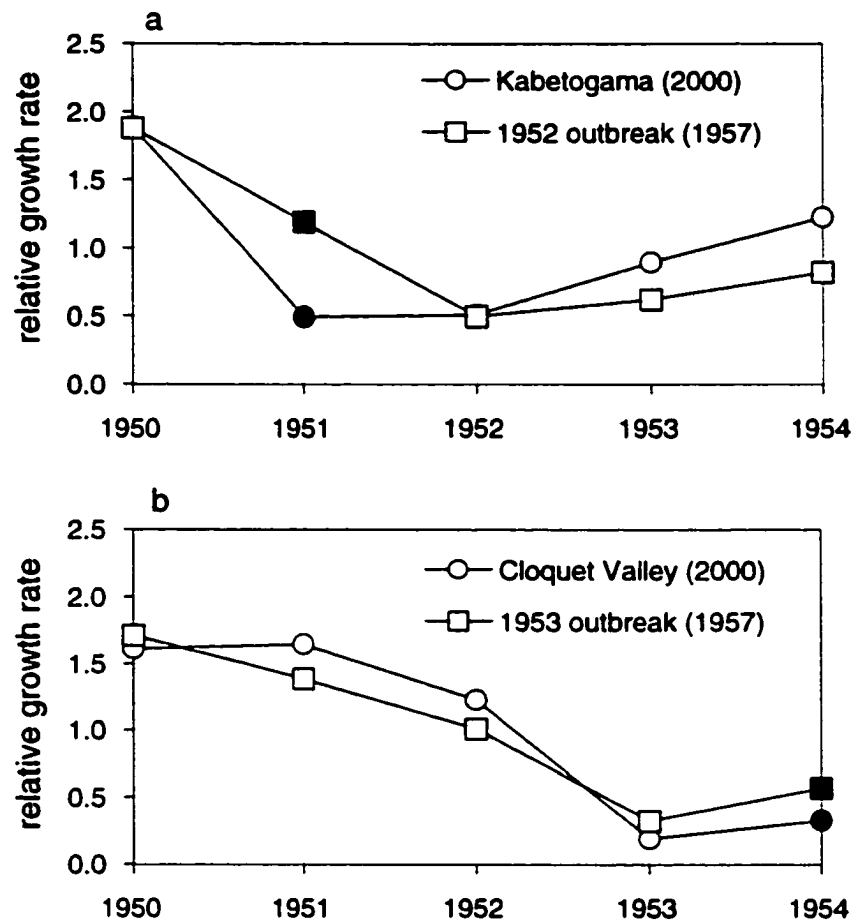 a
relative growth rate
2.5
2.0
1.5
1.0
0.5
0.0
Kabetogama (2000)
1952 outbreak (1957)
1950 1951 1952 1953 1954
b
relative growth rate
2.5
2.0
1.5
1.0
0.5
0.0
Cloquet Valley (2000)
1953 outbreak (1957)
1950 1951 1952 1953 1954